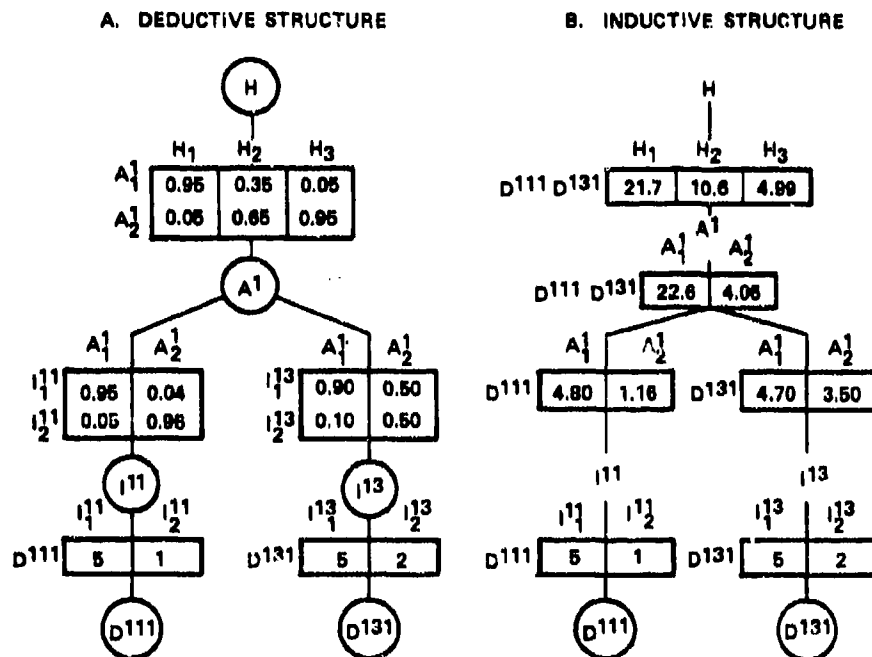 A. DEDUCTIVE STRUCTURE
B. INDUCTIVE STRUCTURE
H
H₁ H₂ H₃
A¹₁ 0.95 0.35 0.05
A¹₂ 0.05 0.65 0.95
A¹
A¹₁ A¹₂
I¹¹₁ 0.95 0.04
I¹¹₂ 0.05 0.96
I¹¹
I¹¹₁ I¹¹₂
D¹¹¹ 5 1
D¹¹¹
A¹₁ A¹₂
I¹³₁ 0.90 0.50
I¹³₂ 0.10 0.50
I¹³
I¹³₁ I¹³₂
D¹³¹ 5 2
D¹³¹
H
H₁ H₂ H₃
D¹¹¹ D¹³¹ 21.7 10.6 4.99
A¹
A¹₁ A¹₂
D¹¹¹ D¹³¹ 22.6 4.06
A¹₁ A¹₂
D¹¹¹ 4.80 1.16
I¹¹
I¹¹₁ I¹¹₂
D¹¹¹ 5 1
D¹¹¹
A¹₁ A¹₂
D¹³¹ 4.70 3.50
I¹³
I¹³₁ I¹³₂
D¹³¹ 5 2
D¹³¹